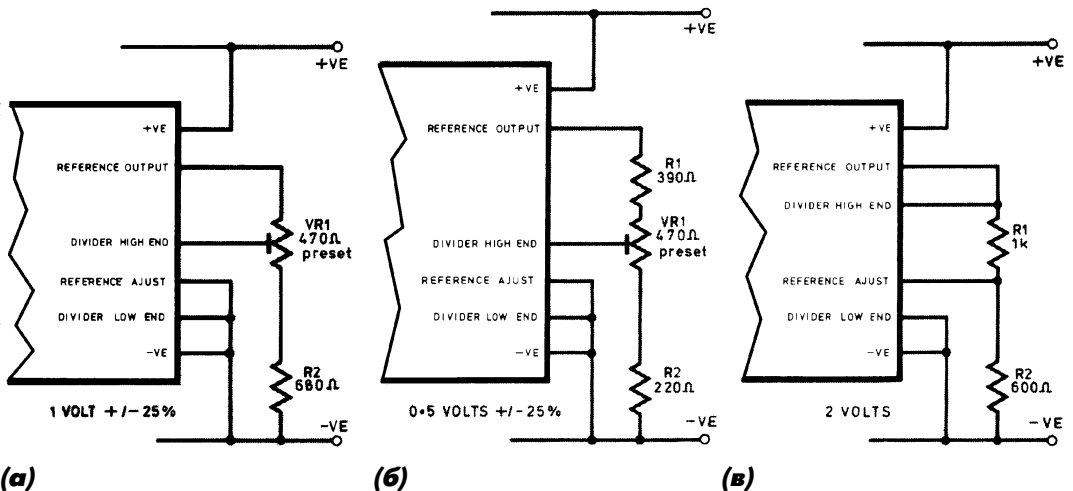 +VE
+VE
REFERENCE OUTPUT
DIVIDER HIGH END
REFERENCE AJUST
DIVIDER LOW END
-VE
VR1
470Ω
preset
R2
680Ω
1 VOLT +/-25%
-VE
(а)
+VE
+VE
REFERENCE OUTPUT
DIVIDER HIGH END
REFERENCE AJUST
DIVIDER LOW END
-VE
R1
390Ω
VR1
470Ω
preset
R2
220Ω
0·5 VOLTS +/-25%
-VE
(б)
+VE
+VE
REFERENCE OUTPUT
DIVIDER HIGH END
REFERENCE AJUST
DIVIDER LOW END
-VE
R1
1k
R2
600Ω
2 VOLTS
-VE
(в)